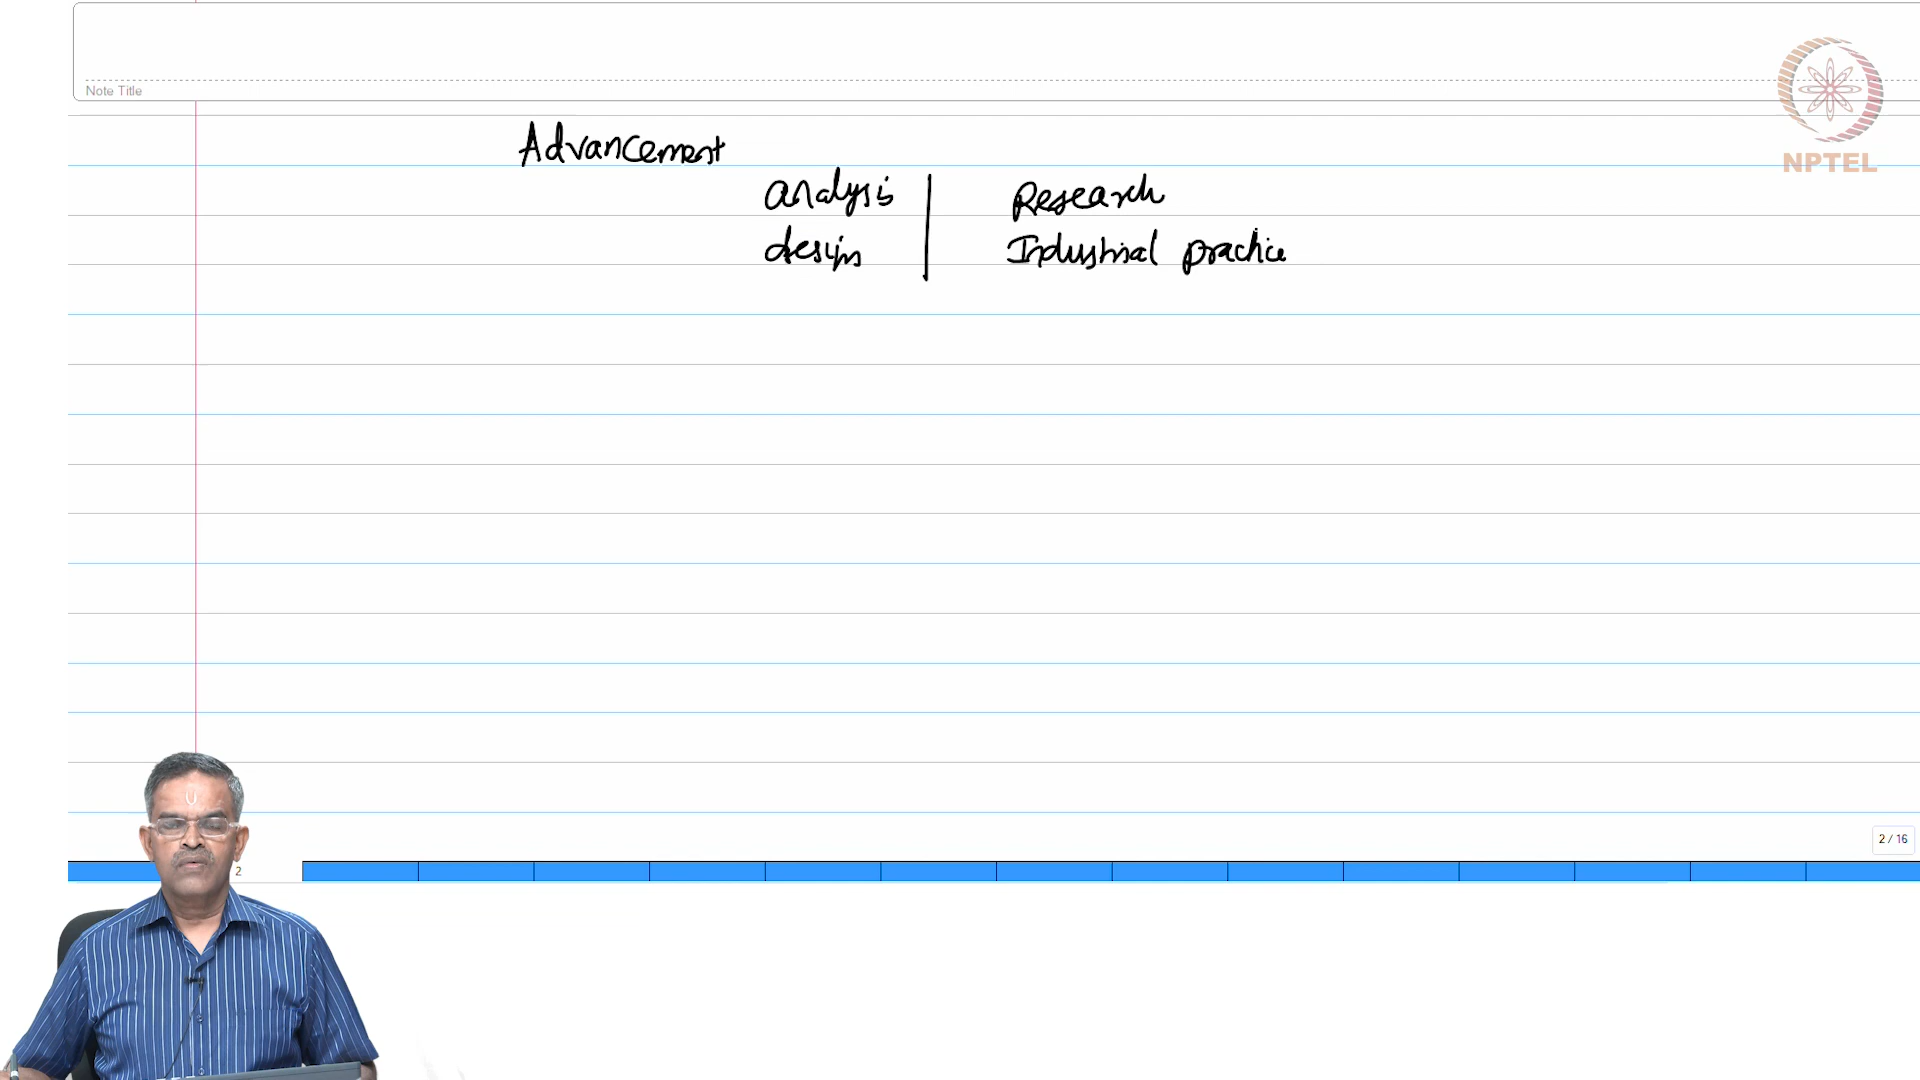 NPTEL
Note Title
Advancement
analysis | Research
design | Industrial practice
2 / 16
2